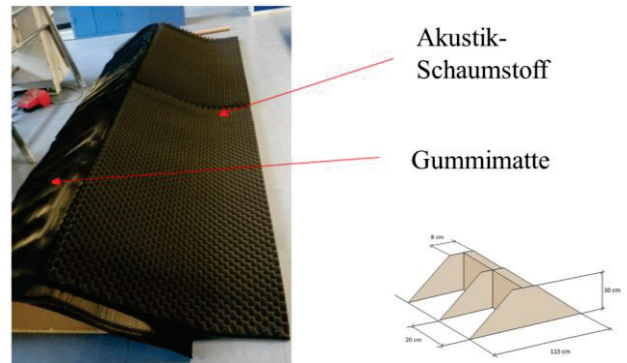 Akustik-
Schaumstoff
Gummimatte
8 cm
30 cm
20 cm
115 cm